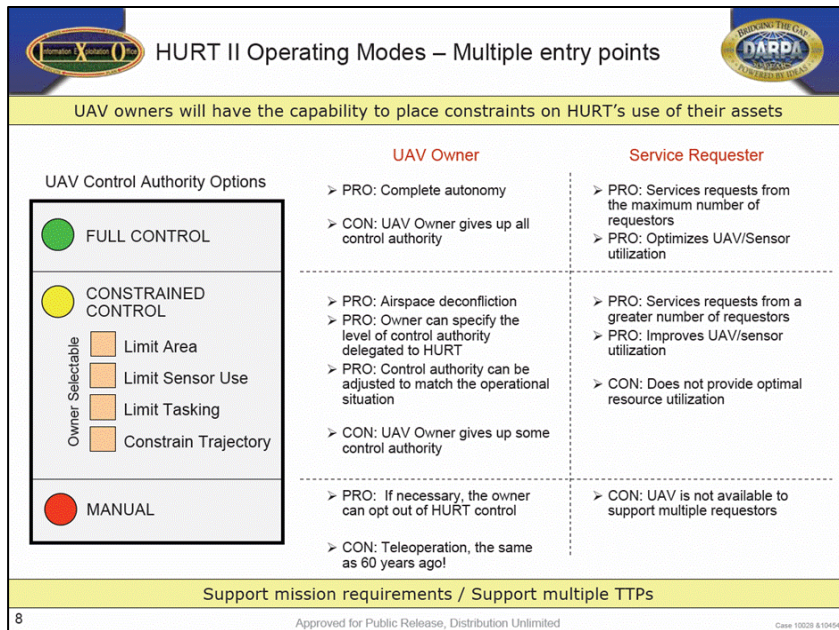 Information Exploitation Office
HURT II Operating Modes – Multiple entry points
BRIDGING THE GAP
DARPA
POWERED BY IDEAS
UAV owners will have the capability to place constraints on HURT's use of their assets
UAV Control Authority Options
UAV Owner
Service Requester
FULL CONTROL
➢ PRO: Complete autonomy
➢ CON: UAV Owner gives up all
control authority
➢ PRO: Services requests from
the maximum number of
requestors
➢ PRO: Optimizes UAV/Sensor
utilization
CONSTRAINED
CONTROL
Owner Selectable
Limit Area
Limit Sensor Use
Limit Tasking
Constrain Trajectory
➢ PRO: Airspace deconfliction
➢ PRO: Owner can specify the
level of control authority
delegated to HURT
➢ PRO: Control authority can be
adjusted to match the operational
situation
➢ CON: UAV Owner gives up some
control authority
➢ PRO: Services requests from a
greater number of requestors
➢ PRO: Improves UAV/sensor
utilization
➢ CON: Does not provide optimal
resource utilization
MANUAL
➢ PRO: If necessary, the owner
can opt out of HURT control
➢ CON: Teleoperation, the same
as 60 years ago!
➢ CON: UAV is not available to
support multiple requestors
Support mission requirements / Support multiple TTPs
8
Approved for Public Release, Distribution Unlimited
Case 10028 &10454